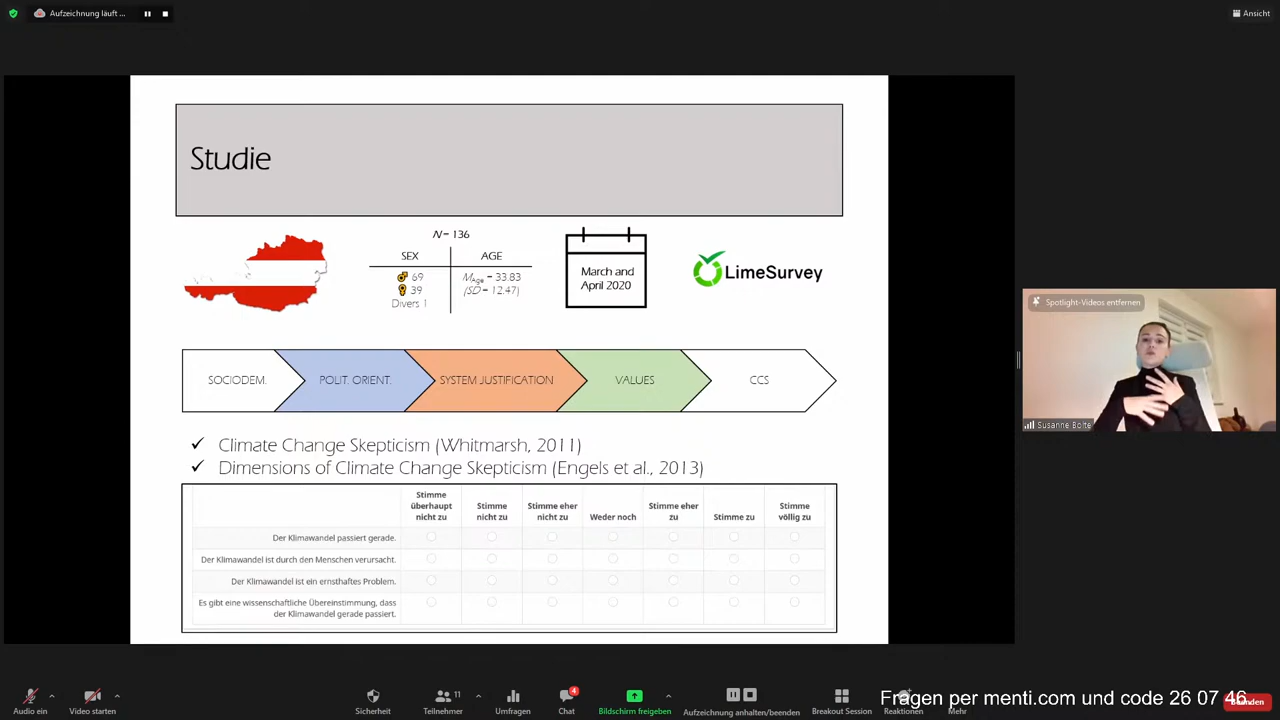 Aufzeichnung läuft ...
Ansicht
Studie
N = 136
SEX AGE
69 M Age = 33.83
39 (SD = 12.47)
Divers 1
March and
April 2020
LimeSurvey
SOCIODEM. POLIT. ORIENT. SYSTEM JUSTIFICATION VALUES CCS
✓ Climate Change Skepticism (Whitmarsh, 2011)
✓ Dimensions of Climate Change Skepticism (Engels et al., 2013)
Stimme überhaupt nicht zu
Stimme nicht zu
Stimme eher nicht zu
Weder noch
Stimme eher zu
Stimme zu
Stimme völlig zu
Der Klimawandel passiert gerade.
Der Klimawandel ist durch den Menschen verursacht.
Der Klimawandel ist ein ernsthaftes Problem.
Es gibt eine wissenschaftliche Übereinstimmung, dass
der Klimawandel gerade passiert.
Spotlight-Videos entfernen
Susanne Bolte
Fragen per menti.com und code 26 07 46
11
4
Audio ein
Video starten
Sicherheit
Teilnehmer
Umfragen
Chat
Bildschirm freigeben
Aufzeichnung anhalten/beenden
Breakout Session
Reaktionen
Mehr
Beenden